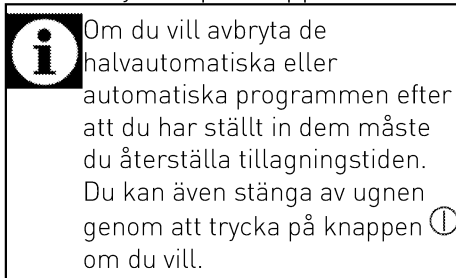 Om du vill avbryta de
halvautomatiska eller
automatiska programmen efter
att du har ställt in dem måste
du återställa tillagningstiden.
Du kan även stänga av ugnen
genom att trycka på knappen
om du vill.